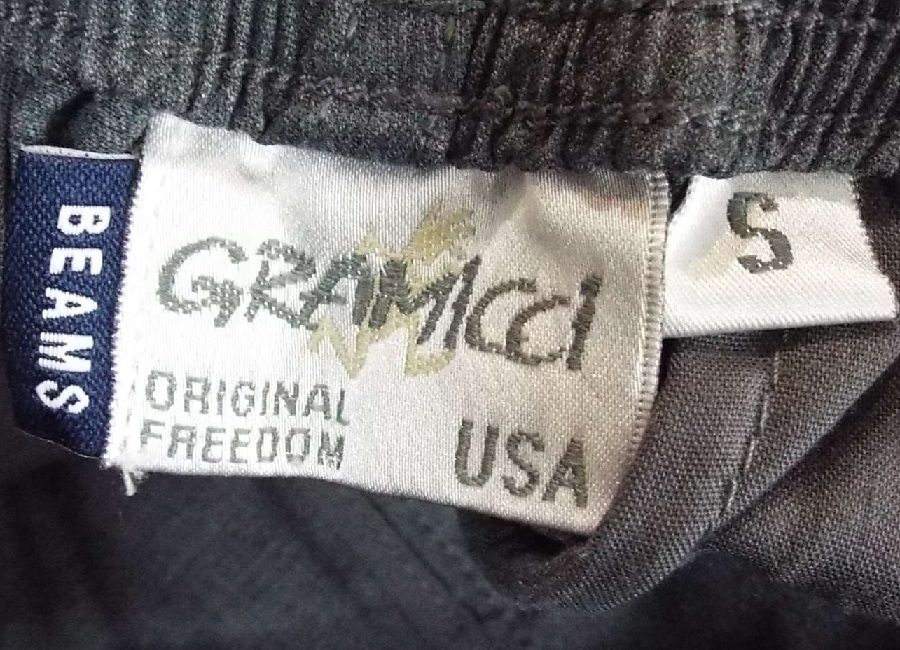 BEAMS
GRAMICCI
ORIGINAL
FREEDOM
USA
S